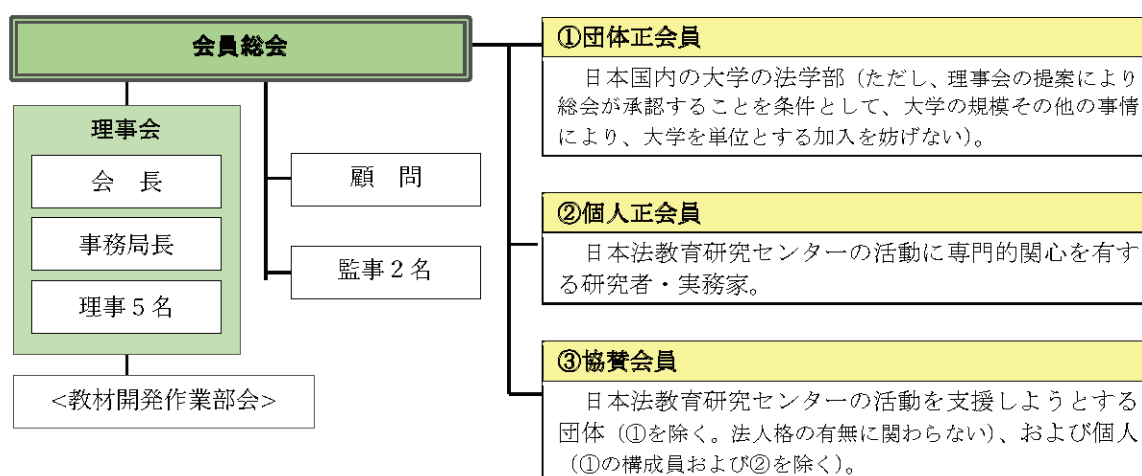 会員総会
理事会
会　長
事務局長
理事５名
<教材開発作業部会>
顧　問
監事２名
①団体正会員
日本国内の大学の法学部（ただし、理事会の提案により
総会が承認することを条件として、大学の規模その他の事情
により、大学を単位とする加入を妨げない）。
②個人正会員
日本法教育研究センターの活動に専門的関心を有す
る研究者・実務家。
③協賛会員
日本法教育研究センターの活動を支援しようとする
団体（①を除く。法人格の有無に関わらない）、および個人
（①の構成員および②を除く）。